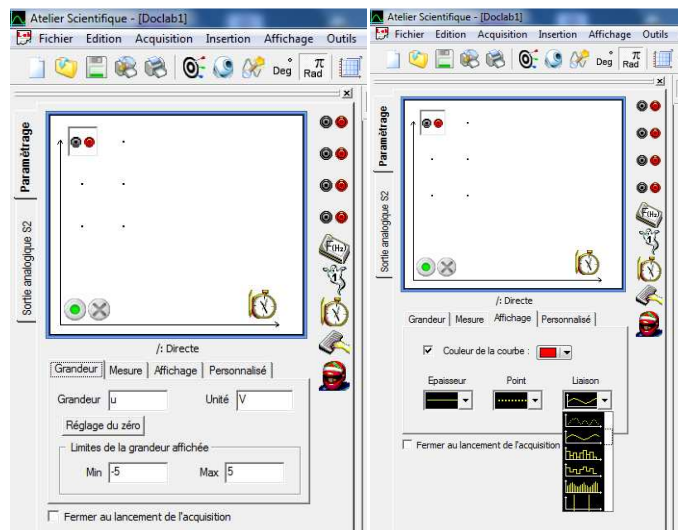 Atelier Scientifique - [Doclab1]
Fichier Edition Acquisition Insertion Affichage Outils
Deg π Rad
Paramétrage
Sortie analogique S2
F(Hz)
/: Directe
Grandeur Mesure Affichage Personnalisé
Grandeur u Unité V
Réglage du zéro
Limites de la grandeur affichée
Min -5 Max 5
Fermer au lancement de l'acquisition
Atelier Scientifique - [Doclab1]
Fichier Edition Acquisition Insertion Affichage Outils
Deg π Rad
Paramétrage
Sortie analogique S2
F(Hz)
/: Directe
Grandeur Mesure Affichage Personnalisé
Couleur de la courbe :
Epaisseur Point Liaison
Fermer au lancement de l'acquisition